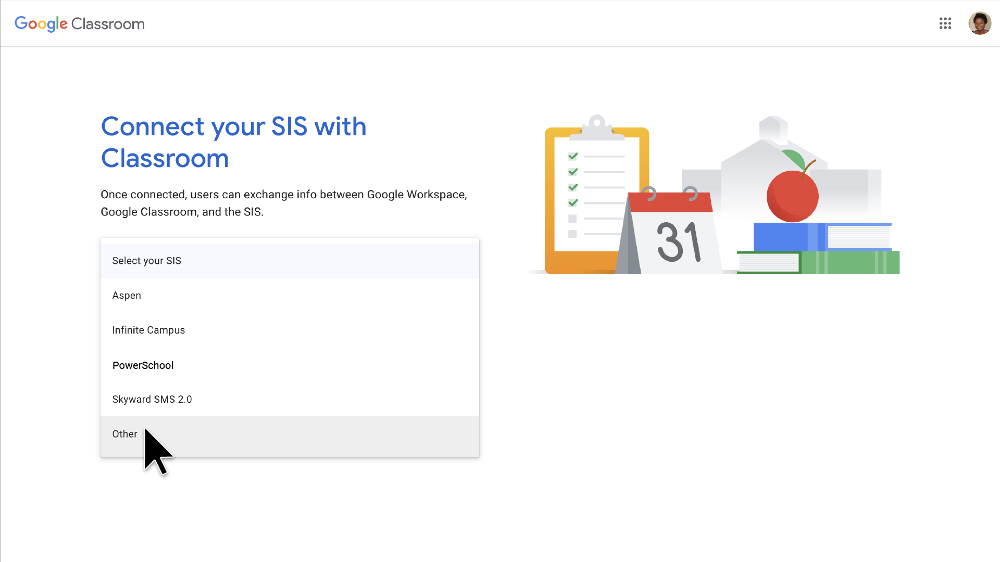 Google Classroom
Connect your SIS with
Classroom
Once connected, users can exchange info between Google Workspace,
Google Classroom, and the SIS.
Select your SIS
Aspen
Infinite Campus
PowerSchool
Skyward SMS 2.0
Other
31